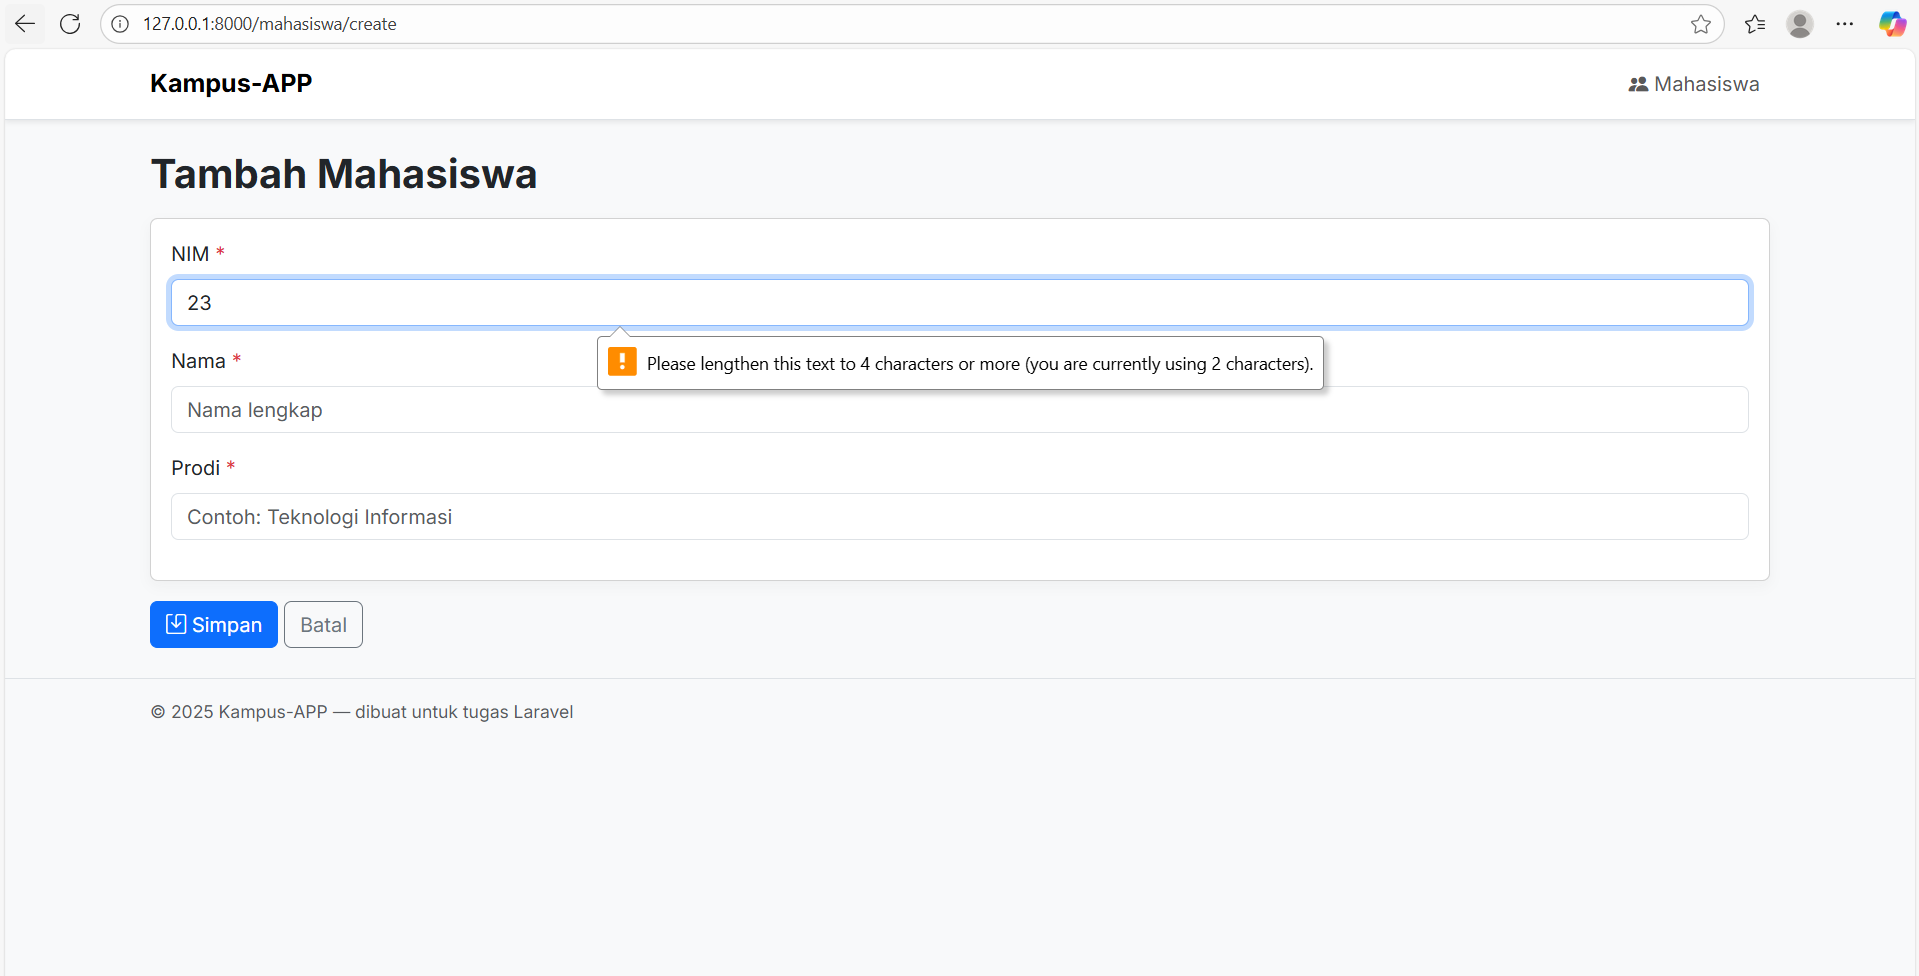 127.0.0.1:8000/mahasiswa/create
Kampus-APP
Mahasiswa
Tambah Mahasiswa
NIM *
23
Please lengthen this text to 4 characters or more (you are currently using 2 characters).
Nama *
Nama lengkap
Prodi *
Contoh: Teknologi Informasi
Simpan
Batal
© 2025 Kampus-APP — dibuat untuk tugas Laravel